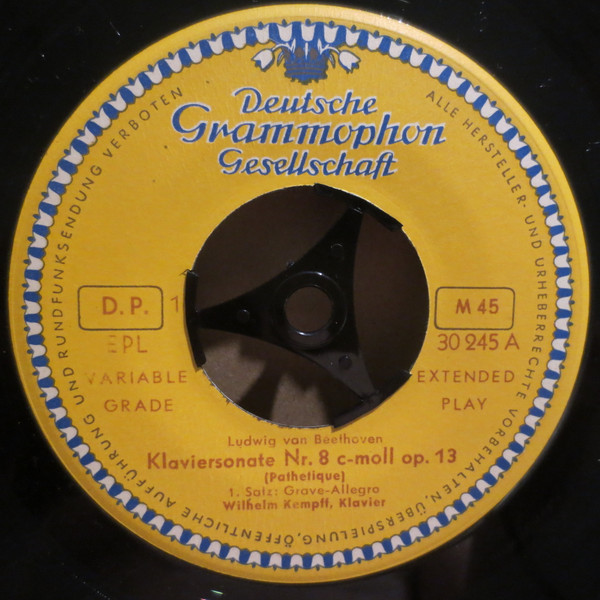 Deutsche
Grammophon
Gesellschaft
ALLE HERSTELLER- UND URHEBERRECHTE VORBEHALTEN, ÜBERSPIELUNG, ÖFFENTLICHE AUFFÜHRUNG UND RUNDFUNKSENDUNG VERBOTEN
D.P. 1
M 45
EPL
30 245 A
VARIABLE
GRADE
EXTENDED
PLAY
Ludwig van Beethoven
Klaviersonate Nr. 8 c-moll op. 13
(Pathetique)
1. Satz: Grave-Allegro
Wilhelm Kempff, Klavier